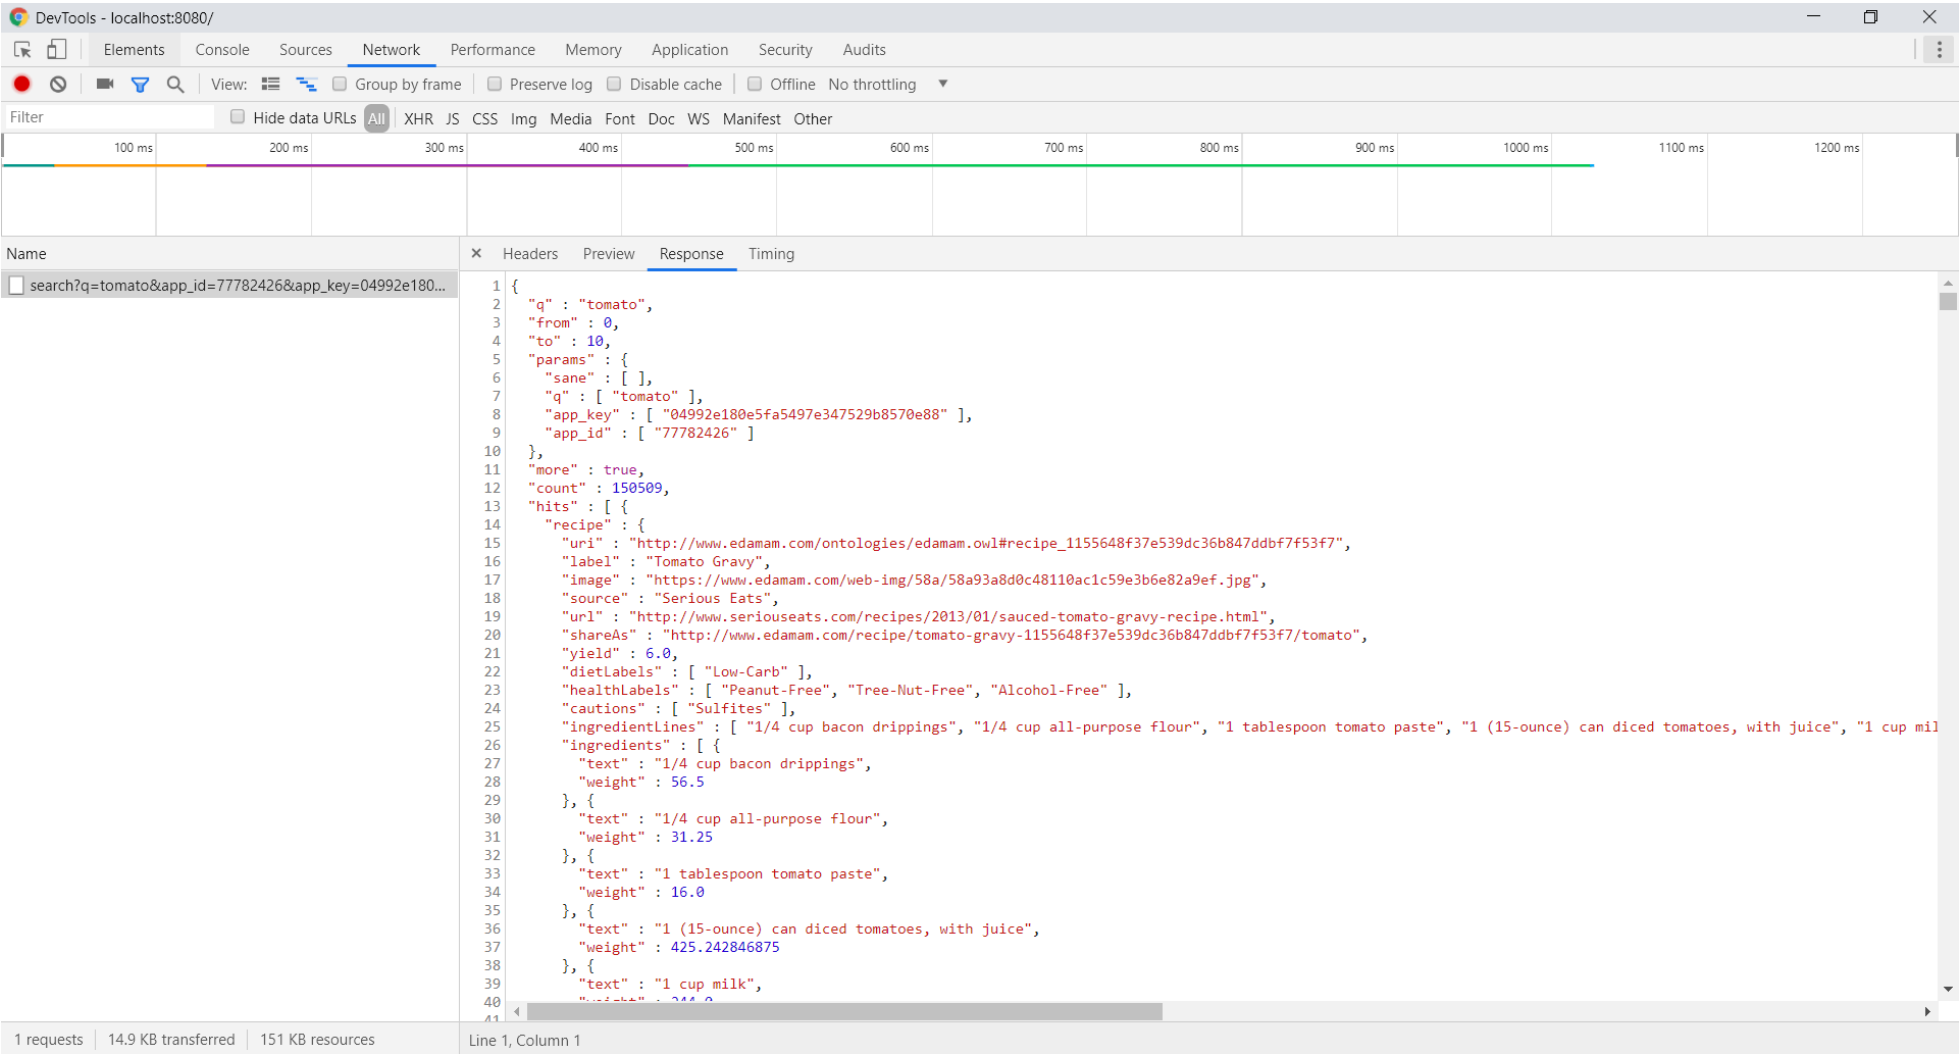 DevTools - localhost:8080/
Elements Console Sources Network Performance Memory Application Security Audits
View: Group by frame Preserve log Disable cache Offline No throttling
Filter Hide data URLs All XHR JS CSS Img Media Font Doc WS Manifest Other
100 ms 200 ms 300 ms 400 ms 500 ms 600 ms 700 ms 800 ms 900 ms 1000 ms 1100 ms 1200 ms
Name
search?q=tomato&app_id=77782426&app_key=04992e180...
× Headers Preview Response Timing
1 {
2 "q" : "tomato",
3 "from" : 0,
4 "to" : 10,
5 "params" : {
6 "sane" : [ ],
7 "q" : [ "tomato" ],
8 "app_key" : [ "04992e180e5fa5497e347529b8570e88" ],
9 "app_id" : [ "77782426" ]
10 },
11 "more" : true,
12 "count" : 150509,
13 "hits" : [ {
14 "recipe" : {
15 "uri" : "http://www.edamam.com/ontologies/edamam.owl#recipe_1155648f37e539dc36b847ddbf7f53f7",
16 "label" : "Tomato Gravy",
17 "image" : "https://www.edamam.com/web-img/58a/58a93a8d0c48110ac1c59e3b6e82a9ef.jpg",
18 "source" : "Serious Eats",
19 "url" : "http://www.seriouseats.com/recipes/2013/01/sauced-tomato-gravy-recipe.html",
20 "shareAs" : "http://www.edamam.com/recipe/tomato-gravy-1155648f37e539dc36b847ddbf7f53f7/tomato",
21 "yield" : 6.0,
22 "dietLabels" : [ "Low-Carb" ],
23 "healthLabels" : [ "Peanut-Free", "Tree-Nut-Free", "Alcohol-Free" ],
24 "cautions" : [ "Sulfites" ],
25 "ingredientLines" : [ "1/4 cup bacon drippings", "1/4 cup all-purpose flour", "1 tablespoon tomato paste", "1 (15-ounce) can diced tomatoes, with juice", "1 cup mil
26 "ingredients" : [ {
27 "text" : "1/4 cup bacon drippings",
28 "weight" : 56.5
29 }, {
30 "text" : "1/4 cup all-purpose flour",
31 "weight" : 31.25
32 }, {
33 "text" : "1 tablespoon tomato paste",
34 "weight" : 16.0
35 }, {
36 "text" : "1 (15-ounce) can diced tomatoes, with juice",
37 "weight" : 425.242846875
38 }, {
39 "text" : "1 cup milk",
40 "weight" : 244.0
41
1 requests 14.9 KB transferred 151 KB resources Line 1, Column 1